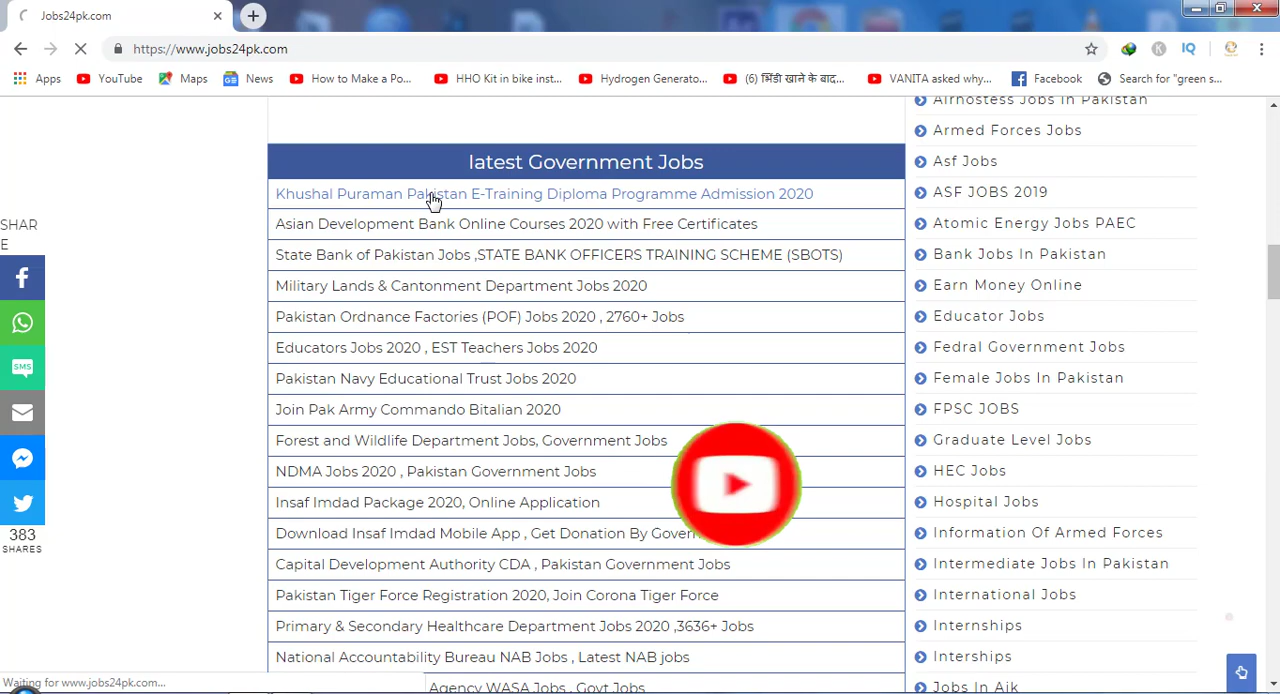 Jobs24pk.com
https://www.jobs24pk.com
Apps YouTube Maps News How to Make a Po... HHO Kit in bike inst... Hydrogen Generato... (6) भिंडी खाने के बाद... VANITA asked why... Facebook Search for "green s...
K IQ
SHAR
E
SMS
383
SHARES
latest Government Jobs
Khushal Puraman Pakistan E-Training Diploma Programme Admission 2020
Asian Development Bank Online Courses 2020 with Free Certificates
State Bank of Pakistan Jobs ,STATE BANK OFFICERS TRAINING SCHEME (SBOTS)
Military Lands & Cantonment Department Jobs 2020
Pakistan Ordnance Factories (POF) Jobs 2020 , 2760+ Jobs
Educators Jobs 2020 , EST Teachers Jobs 2020
Pakistan Navy Educational Trust Jobs 2020
Join Pak Army Commando Bitalian 2020
Forest and Wildlife Department Jobs, Government Jobs
NDMA Jobs 2020 , Pakistan Government Jobs
Insaf Imdad Package 2020, Online Application
Download Insaf Imdad Mobile App , Get Donation By Govern
Capital Development Authority CDA , Pakistan Government Jobs
Pakistan Tiger Force Registration 2020, Join Corona Tiger Force
Primary & Secondary Healthcare Department Jobs 2020 ,3636+ Jobs
National Accountability Bureau NAB Jobs , Latest NAB jobs
Agency WASA Jobs , Govt Jobs
Airhostess Jobs In Pakistan
Armed Forces Jobs
Asf Jobs
ASF JOBS 2019
Atomic Energy Jobs PAEC
Bank Jobs In Pakistan
Earn Money Online
Educator Jobs
Fedral Government Jobs
Female Jobs In Pakistan
FPSC JOBS
Graduate Level Jobs
HEC Jobs
Hospital Jobs
Information Of Armed Forces
Intermediate Jobs In Pakistan
International Jobs
Internships
Interships
Jobs In Aik
Waiting for www.jobs24pk.com...